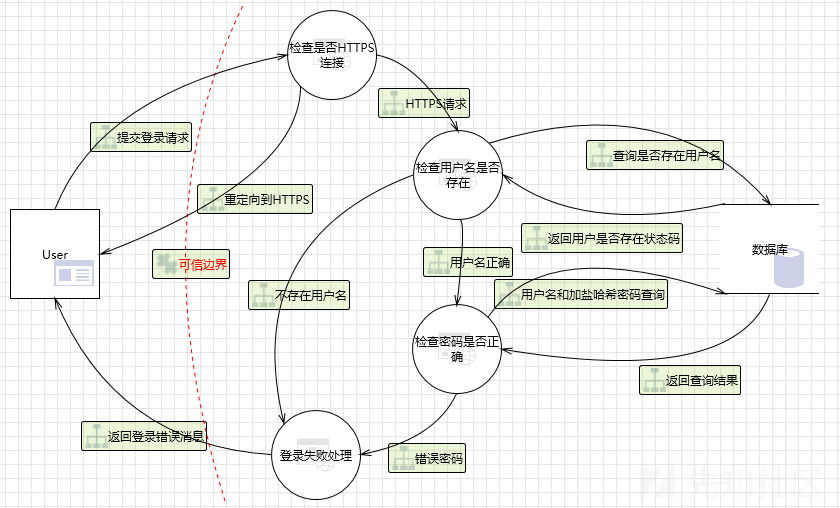 检查是否HTTPS
连接
HTTPS请求
提交登录请求
检查用户名是否
存在
查询是否存在用户名
重定向到HTTPS
User
可信边界
返回用户是否存在状态码
数据库
用户名正确
不存在用户名
用户名和加盐哈希密码查询
检查密码是否正
确
返回查询结果
返回登录错误消息
登录失败处理
错误密码
先知社区